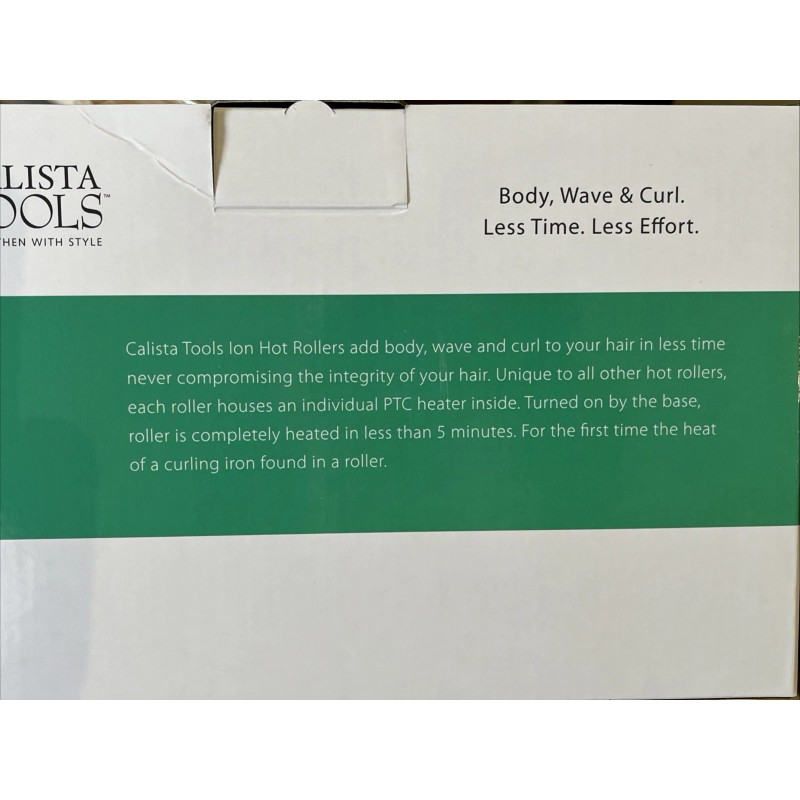 LISTA
OOLS™
THEN WITH STYLE
Body, Wave & Curl.
Less Time. Less Effort.
Calista Tools Ion Hot Rollers add body, wave and curl to your hair in less time
never compromising the integrity of your hair. Unique to all other hot rollers,
each roller houses an individual PTC heater inside. Turned on by the base,
roller is completely heated in less than 5 minutes. For the first time the heat
of a curling iron found in a roller.